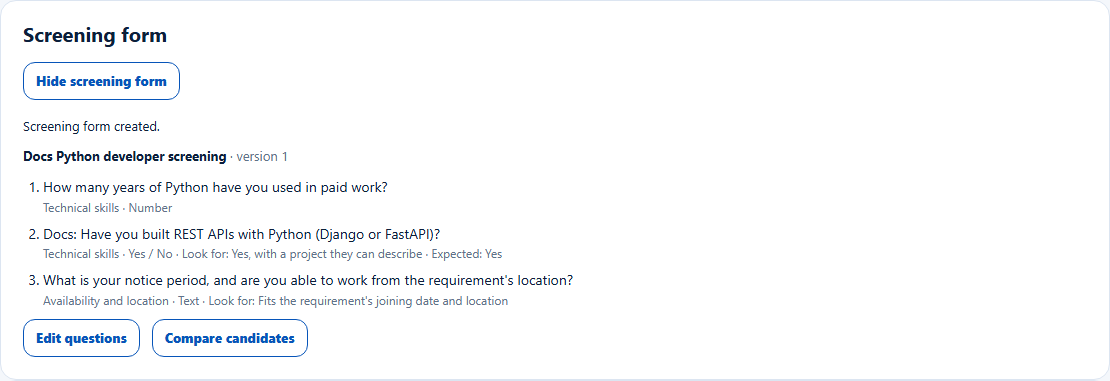 Screening form
Hide screening form
Screening form created.
Docs Python developer screening · version 1
1. How many years of Python have you used in paid work?
Technical skills · Number
2. Docs: Have you built REST APIs with Python (Django or FastAPI)?
Technical skills · Yes / No · Look for: Yes, with a project they can describe · Expected: Yes
3. What is your notice period, and are you able to work from the requirement's location?
Availability and location · Text · Look for: Fits the requirement's joining date and location
Edit questions
Compare candidates